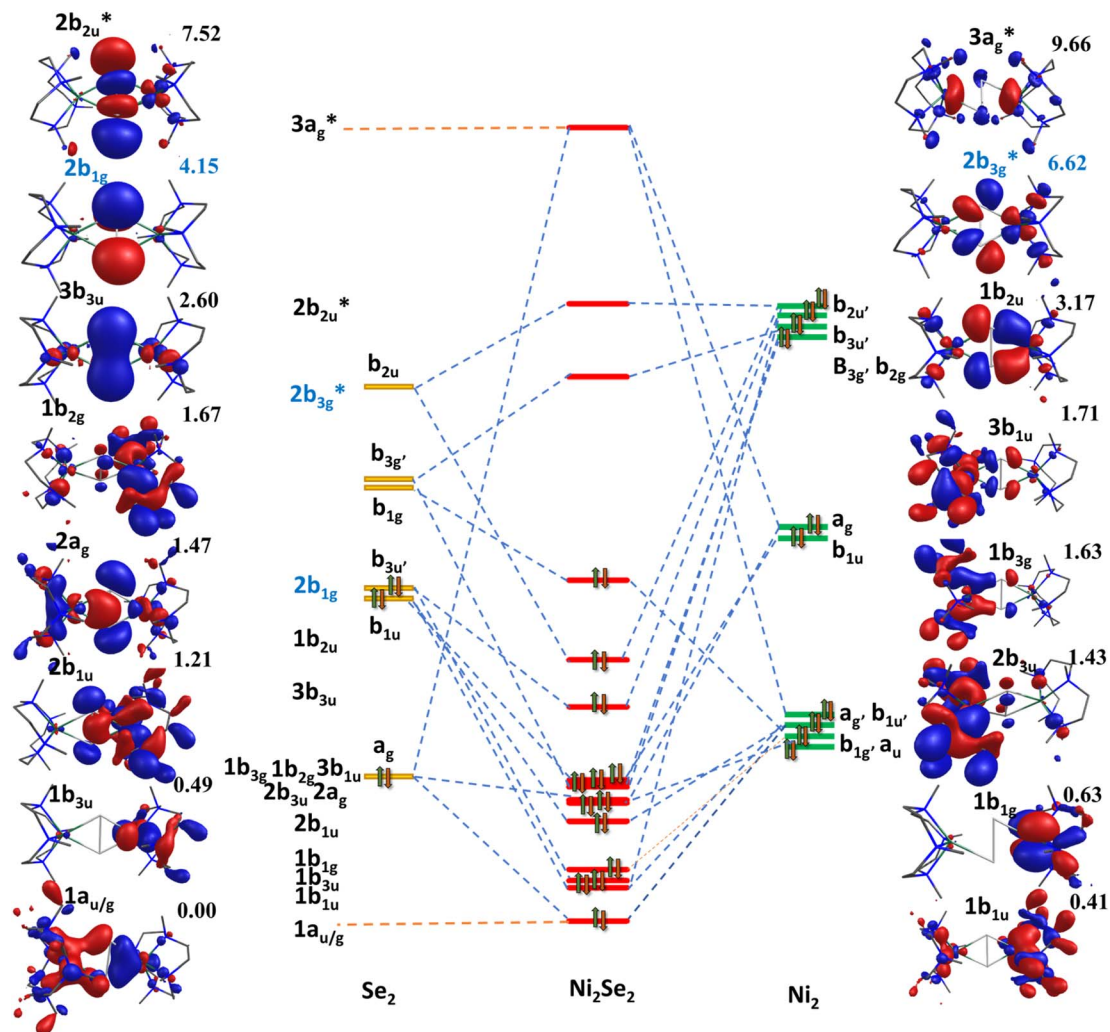 2b2u*
7.52
2b1g
4.15
3b3u
2.60
1b2g
1.67
2ag
1.47
2b1u
1.21
0.49
1b3u
1au/g
0.00
3ag*
2b2u*
2b3g*
2b1g
1b2u
3b3u
1b3g 1b2g 3b1u
2b3u 2ag
2b1u
1b1g
1b3u
1b1u
1au/g
b2u
b3g,
b1g
b3u,
b1u
ag
b2u,
b3u,
B3g, b2g
ag
b1u
ag, b1u,
b1g, au
Se2
Ni2Se2
Ni2
3ag*
9.66
2b3g*
6.62
1b2u
3.17
1.71
3b1u
1b3g
1.63
2b3u
1.43
0.63
1b1g
1b1u
0.41